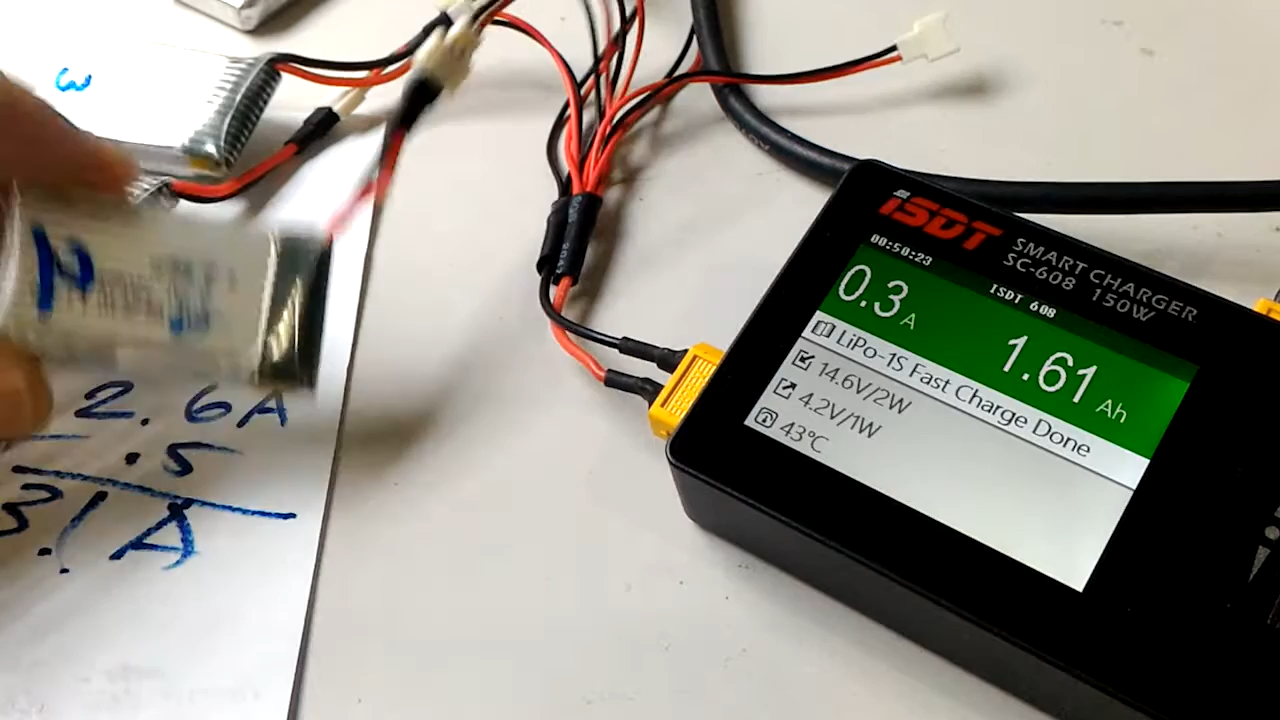 3
2.6A
.5
3.1A
iSDT
SMART CHARGER
SC-608 150W
00:50:23
ISDT 608
0.3A
1.61Ah
LiPo-1S Fast Charge Done
14.6V/2W
4.2V/1W
43°C